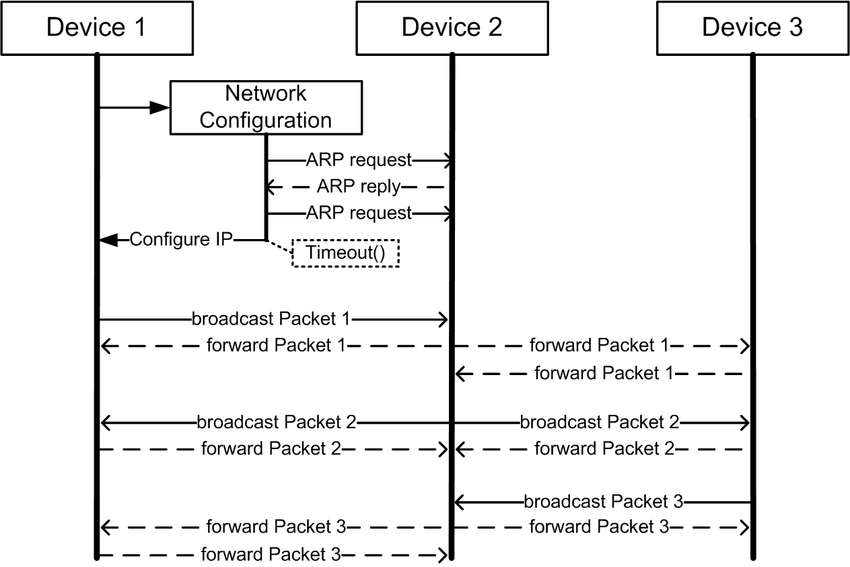 Device 1
Device 2
Device 3
Network
Configuration
ARP request
ARP reply
ARP request
Configure IP
Timeout()
broadcast Packet 1
forward Packet 1
forward Packet 1
forward Packet 1
broadcast Packet 2
broadcast Packet 2
forward Packet 2
forward Packet 2
broadcast Packet 3
forward Packet 3
forward Packet 3
forward Packet 3